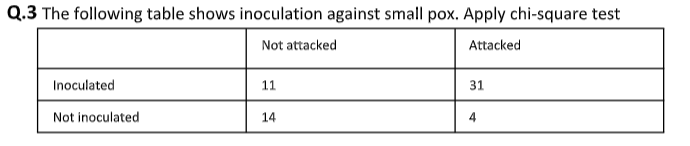 Q.3 The following table shows inoculation against small pox. Apply chi-square test
Not attacked Attacked
Inoculated 11 31
Not inoculated 14 4